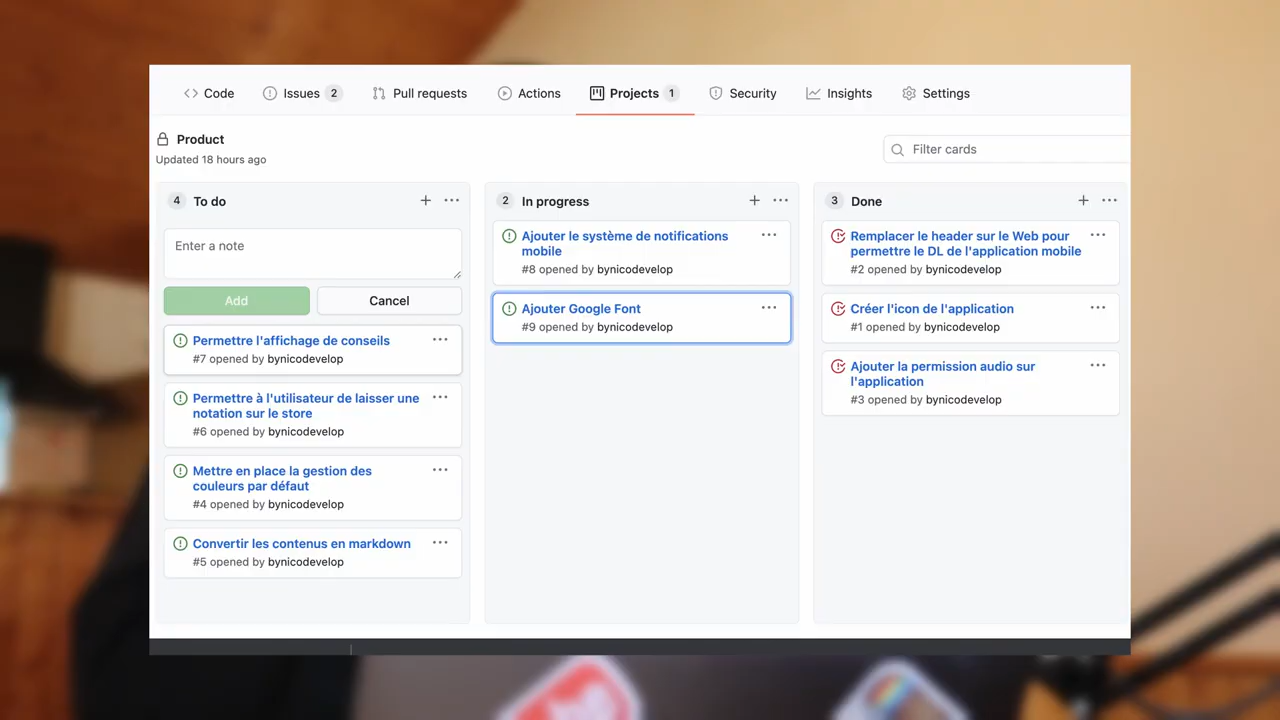 Code
Issues 2
Pull requests
Actions
Projects 1
Security
Insights
Settings
Product
Updated 18 hours ago
Filter cards
4 To do
Enter a note
Add
Cancel
Permettre l'affichage de conseils
#7 opened by bynicodevelop
Permettre à l'utilisateur de laisser une
notation sur le store
#6 opened by bynicodevelop
Mettre en place la gestion des
couleurs par défaut
#4 opened by bynicodevelop
Convertir les contenus en markdown
#5 opened by bynicodevelop
2 In progress
Ajouter le système de notifications
mobile
#8 opened by bynicodevelop
Ajouter Google Font
#9 opened by bynicodevelop
3 Done
Remplacer le header sur le Web pour
permettre le DL de l'application mobile
#2 opened by bynicodevelop
Créer l'icon de l'application
#1 opened by bynicodevelop
Ajouter la permission audio sur
l'application
#3 opened by bynicodevelop